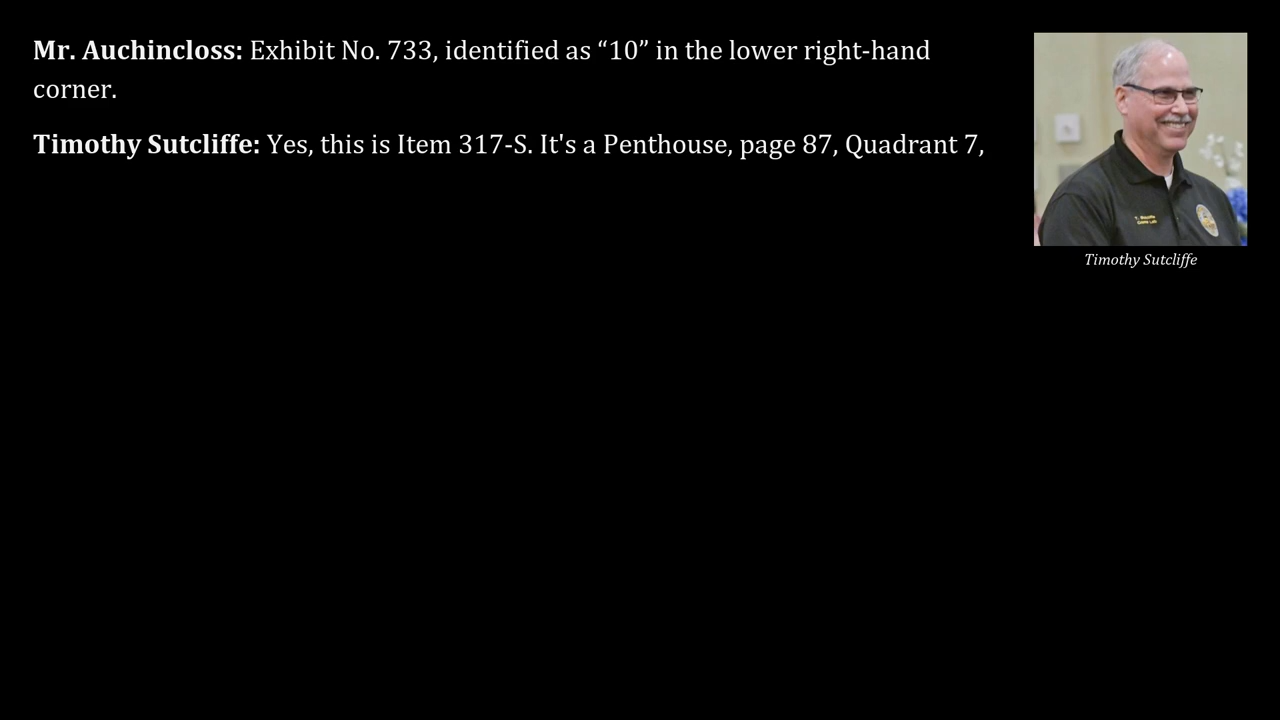 Mr. Auchincloss: Exhibit No. 733, identified as “10” in the lower right-hand
corner.
Timothy Sutcliffe: Yes, this is Item 317-S. It's a Penthouse, page 87, Quadrant 7,
Timothy Sutcliffe